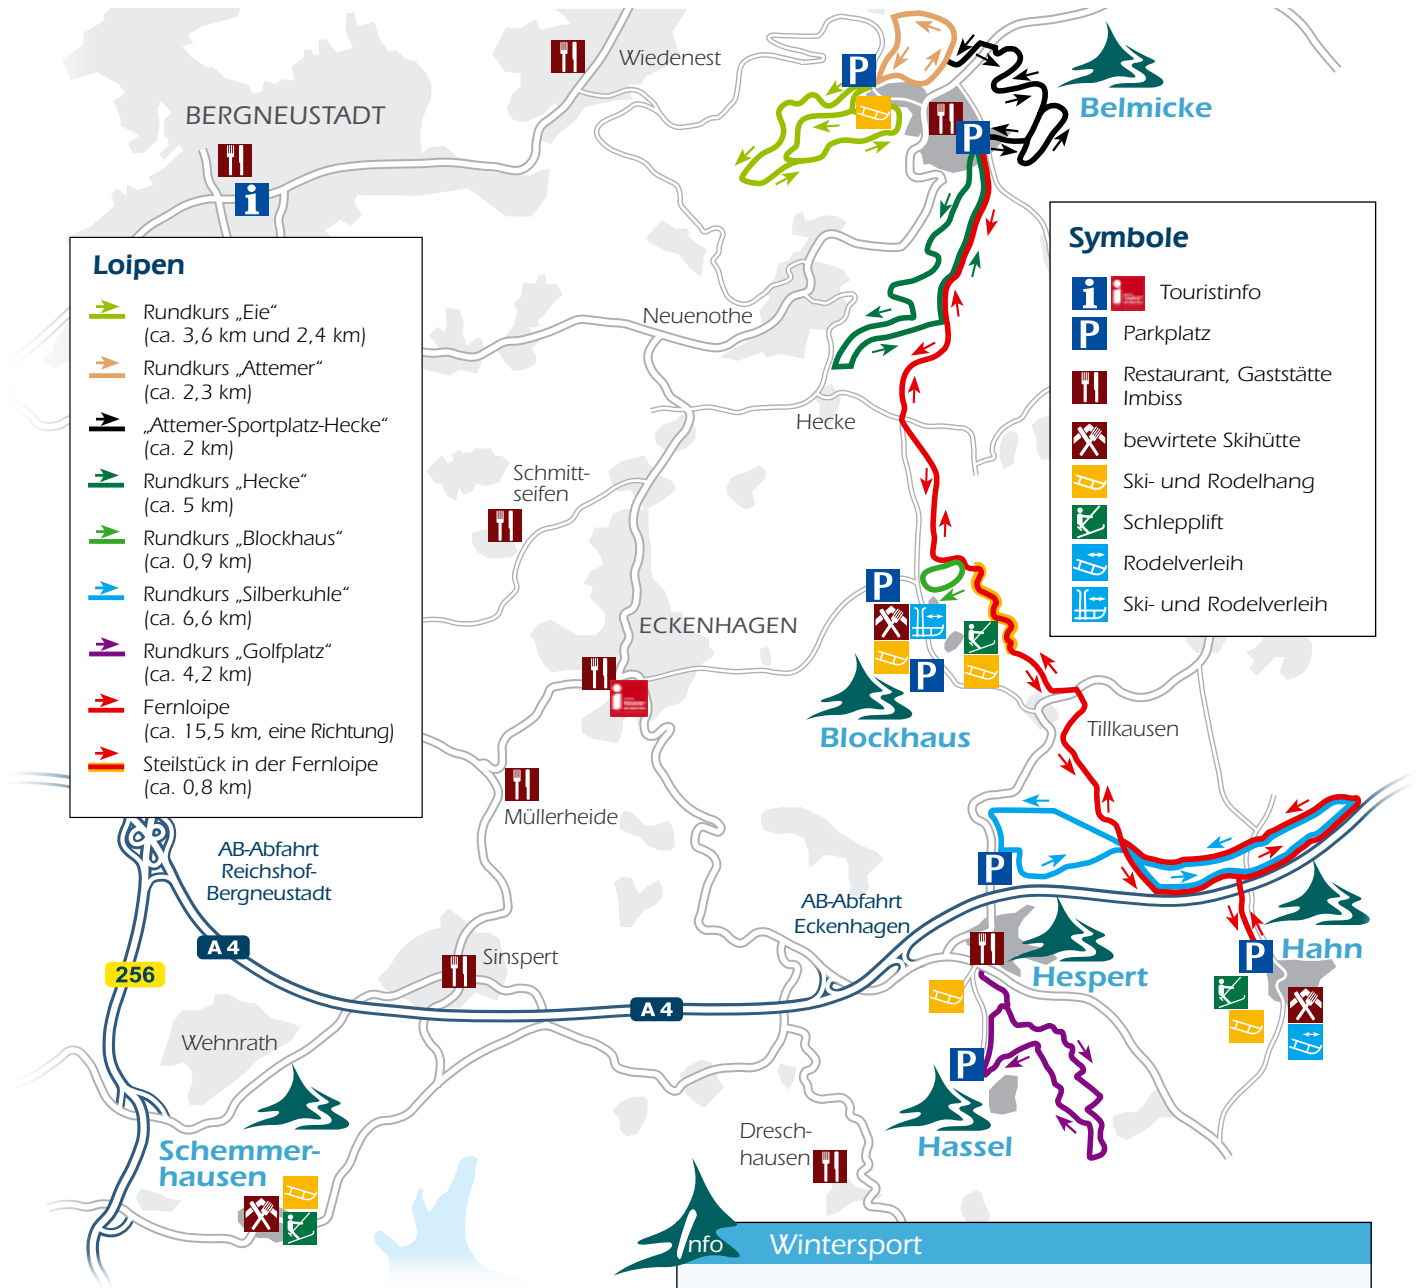 Wiedenest
P
Belmicke
BERGNEUSTADT
P
i
Loipen
Rundkurs „Eie“
(ca. 3,6 km und 2,4 km)
Rundkurs „Attemer“
(ca. 2,3 km)
„Attemer-Sportplatz-Hecke“
(ca. 2 km)
Rundkurs „Hecke“
(ca. 5 km)
Rundkurs „Blockhaus“
(ca. 0,9 km)
Rundkurs „Silberkuhle“
(ca. 6,6 km)
Rundkurs „Golfplatz“
(ca. 4,2 km)
Fernloipe
(ca. 15,5 km, eine Richtung)
Steilstück in der Fernloipe
(ca. 0,8 km)
Symbole
i
i
Touristinfo
P
Parkplatz
Restaurant, Gaststätte
Imbiss
bewirtete Skihütte
Ski- und Rodelhang
Schlepplift
Rodelverleih
Ski- und Rodelverleih
Neuenothe
Hecke
Schmitt-
seifen
P
ECKENHAGEN
P
i
Blockhaus
Tillkausen
Müllerheide
AB-Abfahrt
Reichshof-
Bergneustadt
P
AB-Abfahrt
Eckenhagen
A 4
256
Sinspert
Hespert
P
Hahn
A 4
Wehnrath
P
Hassel
Schemmer-
hausen
Dresch-
hausen
Info
Wintersport